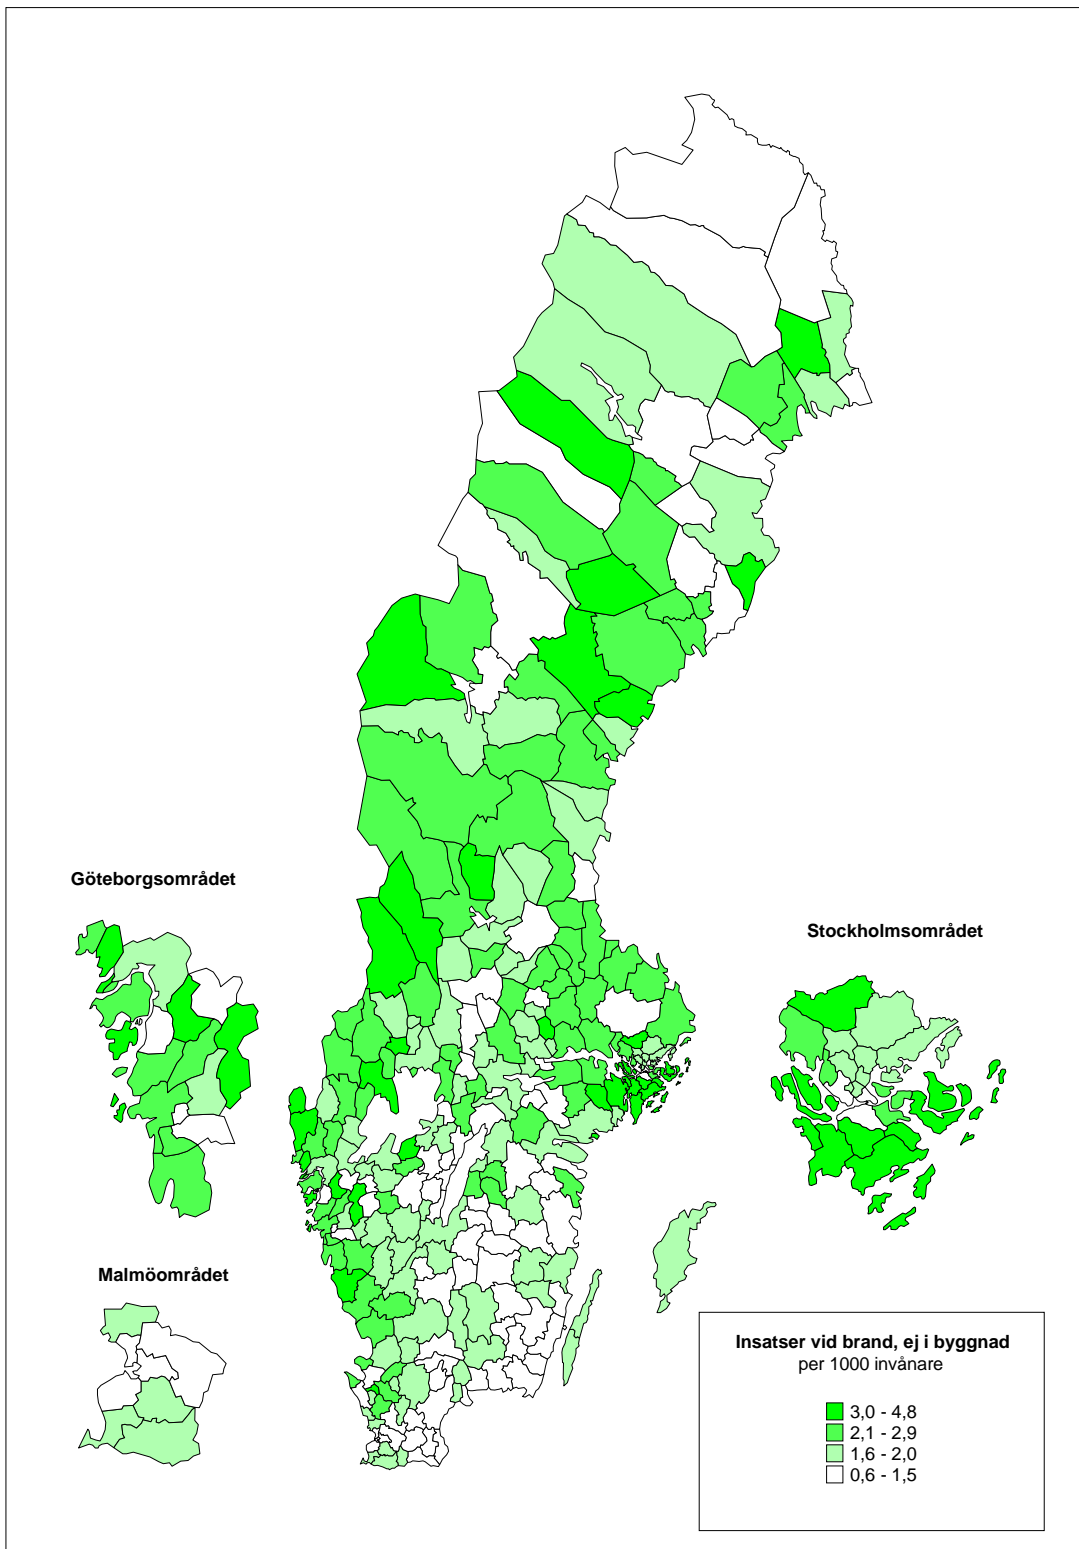 Göteborgsområdet
Stockholmsområdet
Malmöområdet
Insatser vid brand, ej i byggnad
per 1000 invånare
3,0 - 4,8
2,1 - 2,9
1,6 - 2,0
0,6 - 1,5